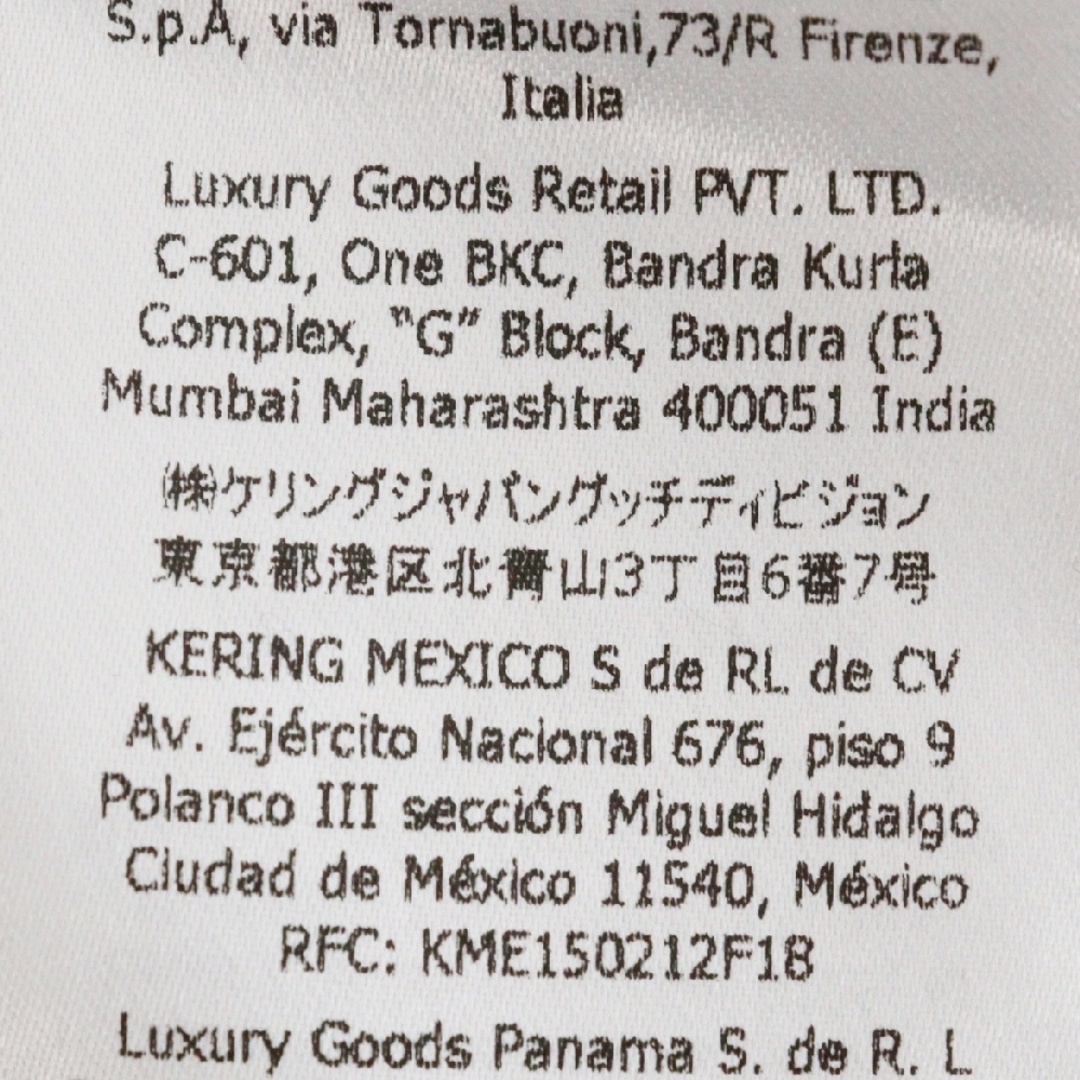 S.p.A, via Tornabuoni,73/R Firenze,
Italia
Luxury Goods Retail PVT. LTD.
C-601, One BKC, Bandra Kurla
Complex, "G" Block, Bandra (E)
Mumbai Maharashtra 400051 India
㈱ケリングジャパングッチディビジョン
東京都港区北青山3丁目6番7号
KERING MEXICO S de RL de CV
Av. Ejército Nacional 676, piso 9
Polanco III sección Miguel Hidalgo
Ciudad de México 11540, México
RFC: KME150212F18
Luxury Goods Panama S. de R. L